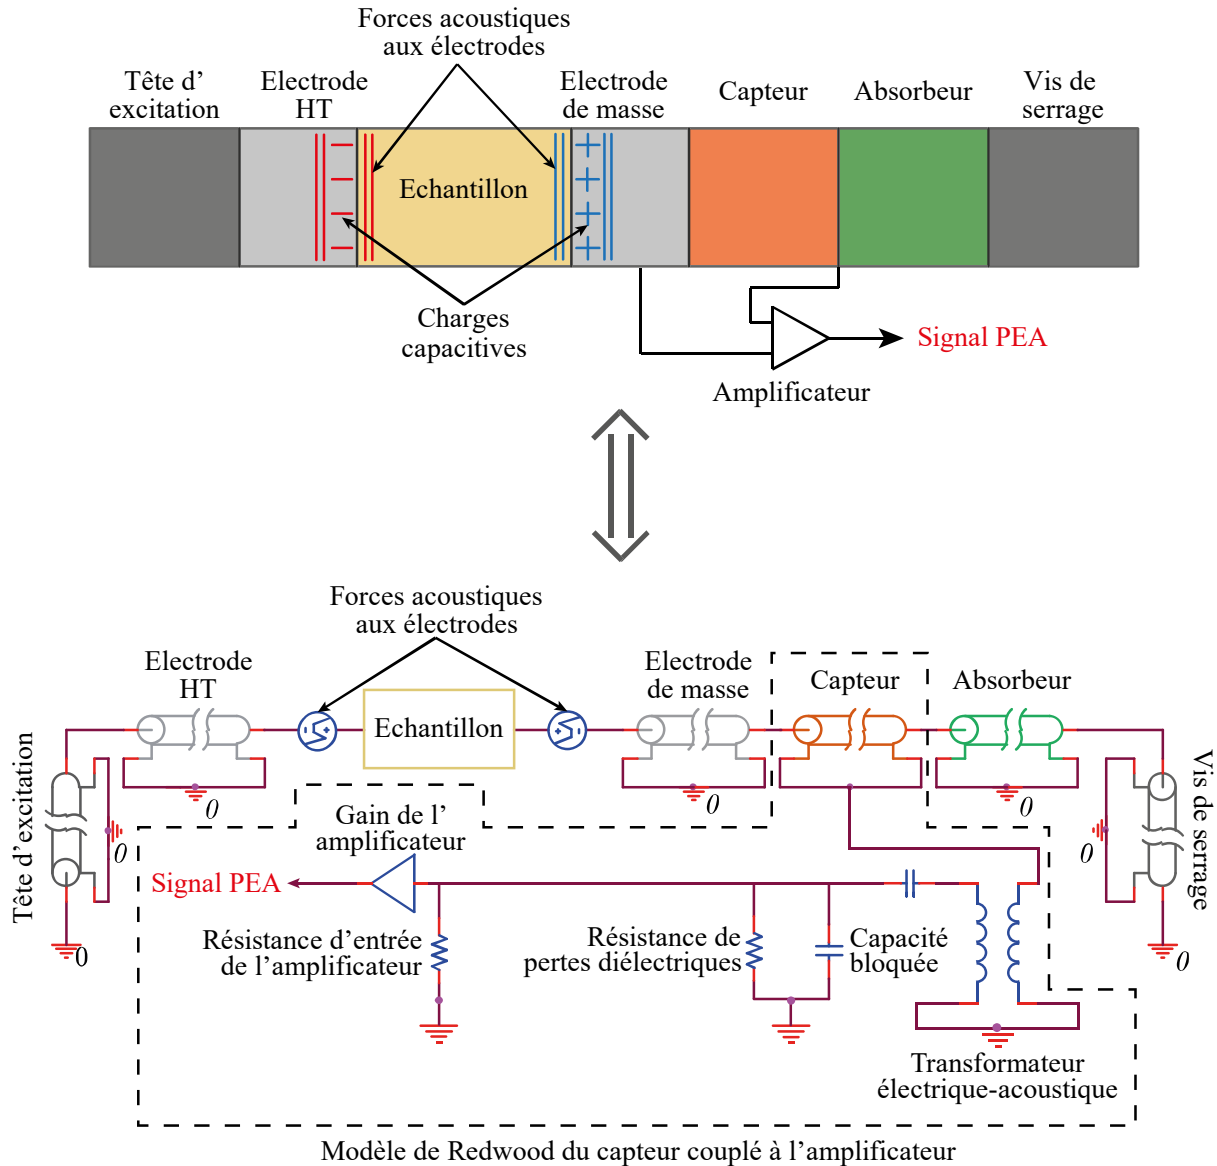 Forces acoustiques
aux électrodes
Tête d’
excitation
Electrode
HT
Electrode
de masse
Capteur
Absorbeur
Vis de
serrage
Echantillon
Charges
capacitives
Signal PEA
Amplificateur
Forces acoustiques
aux électrodes
Electrode
HT
Echantillon
Electrode
de masse
Capteur
Absorbeur
Tête d’excitation
Vis de serrage
0
0
0
0
0
0
0
Gain de l’
amplificateur
Signal PEA
Résistance d’entrée
de l’amplificateur
Résistance de
pertes diélectriques
Capacité
bloquée
Transformateur
électrique-acoustique
Modèle de Redwood du capteur couplé à l’amplificateur